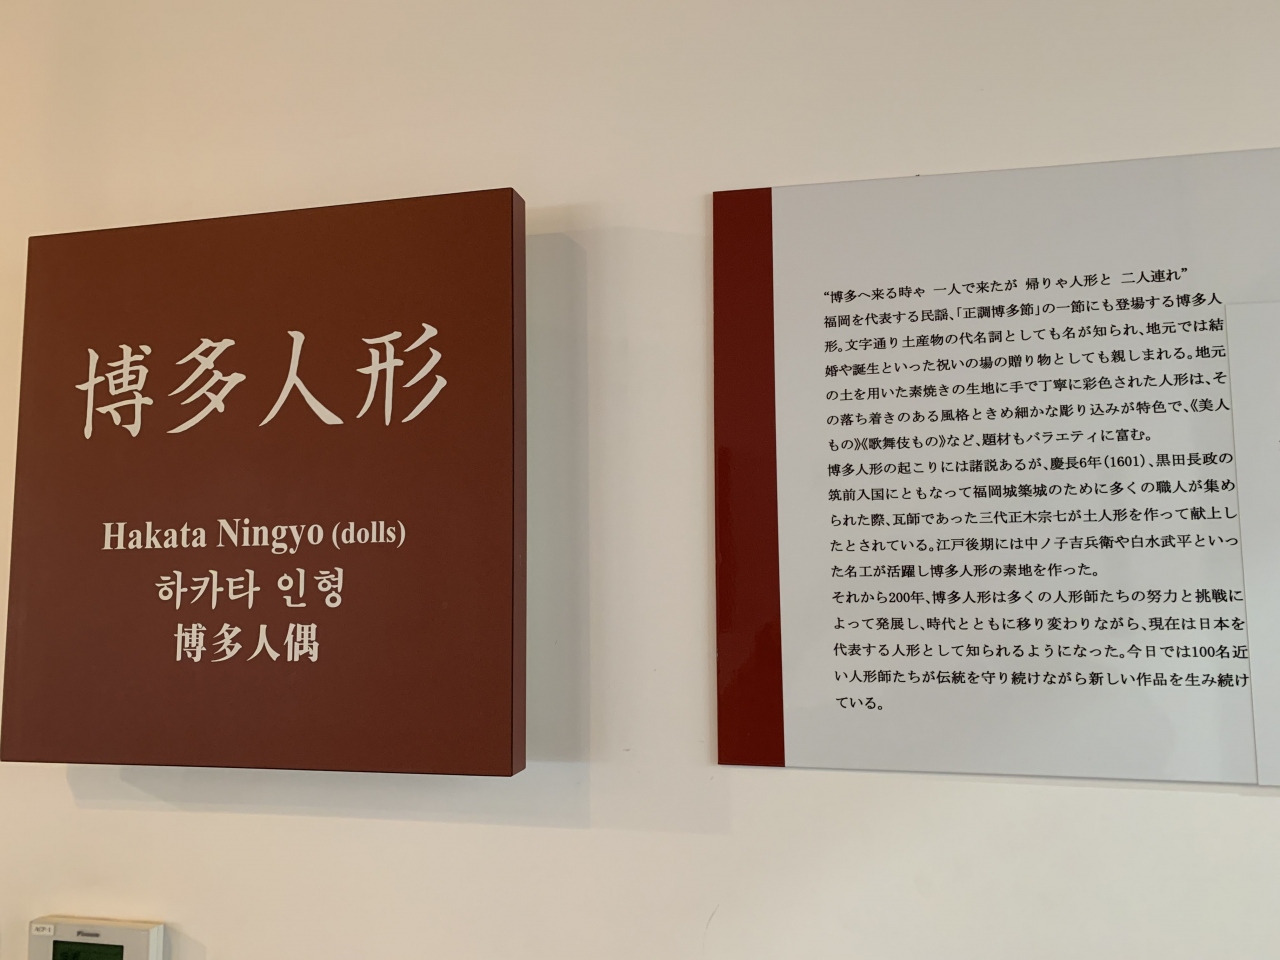 博多人形
Hakata Ningyo (dolls)
하카타 인형
博多人偶
“博多へ来る時ゃ 一人で来たが 帰りゃ人形と 二人連れ”
福岡を代表する民謡、「正調博多節」の一節にも登場する博多人
形。文字通り土産物の代名詞としても名が知られ、地元では結
婚や誕生といった祝いの場の贈り物としても親しまれる。地元
の土を用いた素焼きの生地に手で丁寧に彩色された人形は、そ
の落ち着きのある風格ときめ細かな彫り込みが特色で、《美人
もの》《歌舞伎もの》など、題材もバラエティに富む。
博多人形の起こりには諸説あるが、慶長6年(1601)、黒田長政の
筑前入国にともなって福岡城築城のために多くの職人が集め
られた際、瓦師であった三代正木宗七が土人形を作って献上し
たとされている。江戸後期には中ノ子吉兵衛や白水武平といっ
た名工が活躍し博多人形の素地を作った。
それから200年、博多人形は多くの人形師たちの努力と挑戦に
よって発展し、時代とともに移り変わりながら、現在は日本を
代表する人形として知られるようになった。今日では100名近
い人形師たちが伝統を守り続けながら新しい作品を生み続け
ている。
ACP-1